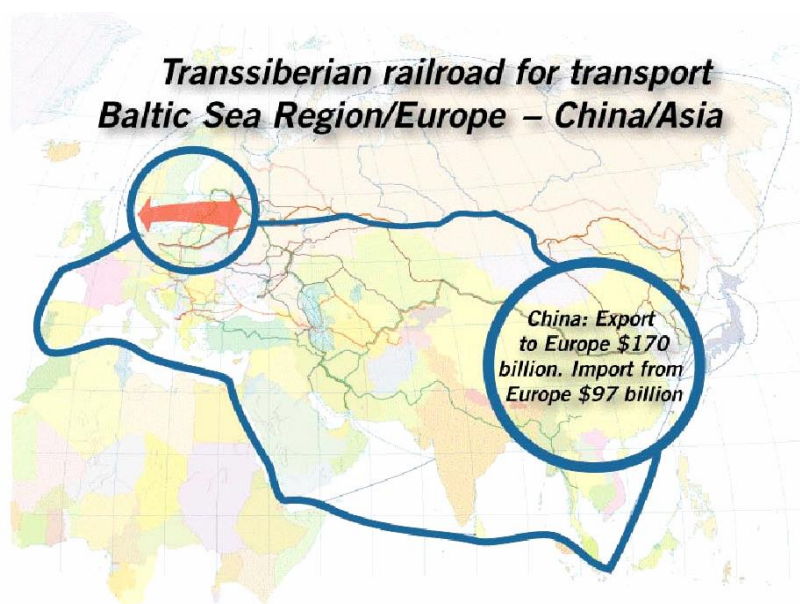 Transsiberian railroad for transport
Baltic Sea Region/Europe – China/Asia
China: Export
to Europe $170
billion. Import from
Europe $97 billion